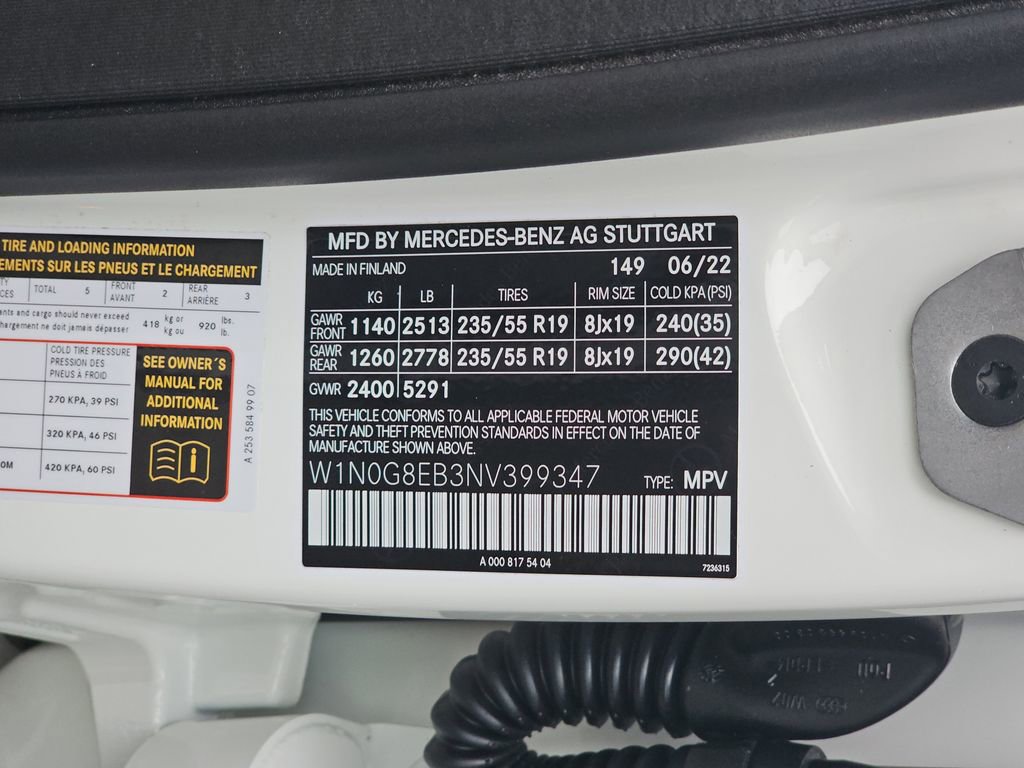 TIRE AND LOADING INFORMATION
EMENTS SUR LES PNEUS ET LE CHARGEMENT
TOTAL 5 FRONT AVANT 2 REAR ARRIÈRE 3
ants and cargo should never exceed
chargement ne doit jamais dépasser
418 kg or kg ou 920 lbs. lb.
COLD TIRE PRESSURE
PRESSION DES
PNEUS À FROID
270 KPA, 39 PSI
320 KPA, 46 PSI
420 KPA, 60 PSI
SEE OWNER´S
MANUAL FOR
ADDITIONAL
INFORMATION
A 253 584 99 07
MFD BY MERCEDES-BENZ AG STUTTGART
MADE IN FINLAND 149 06/22
KG LB TIRES RIM SIZE COLD KPA (PSI)
GAWR FRONT 1140 2513 235/55 R19 8Jx19 240(35)
GAWR REAR 1260 2778 235/55 R19 8Jx19 290(42)
GVWR 2400 5291
THIS VEHICLE CONFORMS TO ALL APPLICABLE FEDERAL MOTOR VEHICLE
SAFETY AND THEFT PREVENTION STANDARDS IN EFFECT ON THE DATE OF
MANUFACTURE SHOWN ABOVE.
W1N0G8EB3NV399347 TYPE: MPV
A 000 817 54 04
7236315